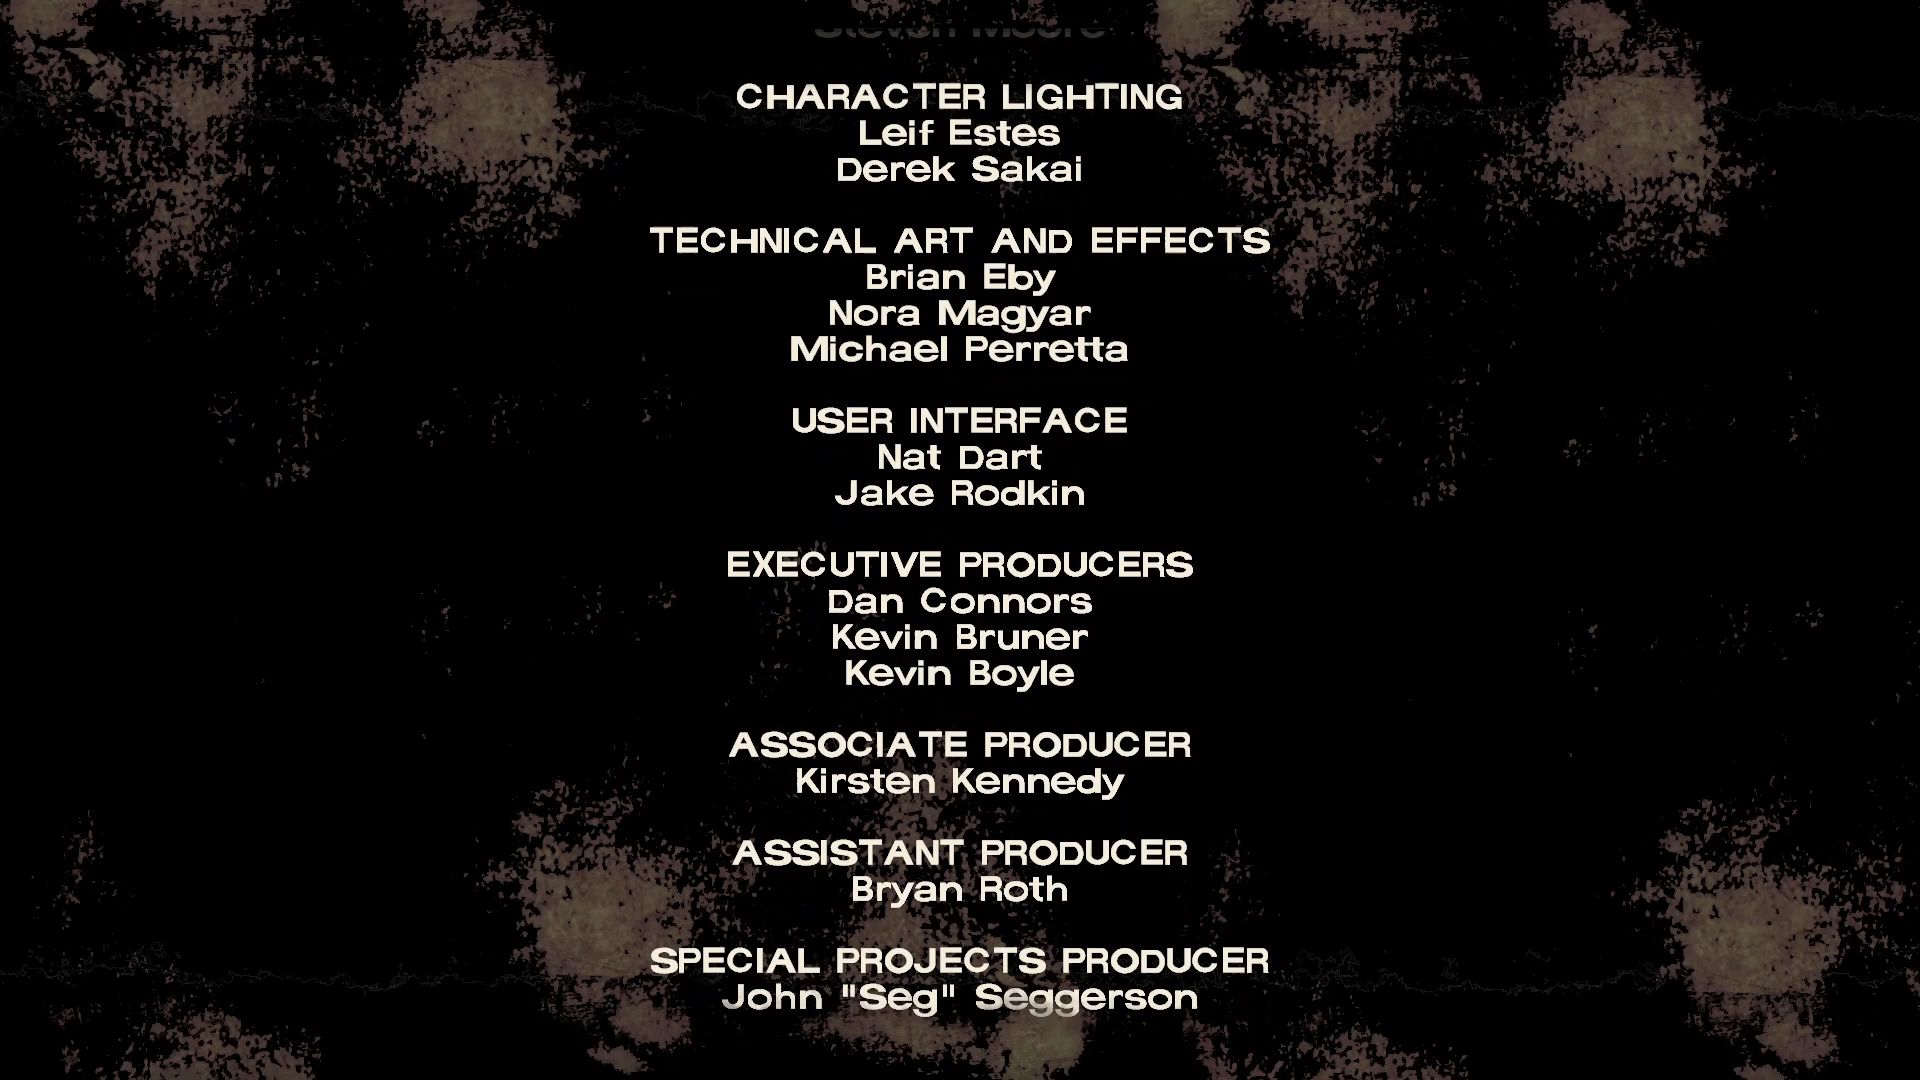 Steven Moore
CHARACTER LIGHTING
Leif Estes
Derek Sakai
TECHNICAL ART AND EFFECTS
Brian Eby
Nora Magyar
Michael Perretta
USER INTERFACE
Nat Dart
Jake Rodkin
EXECUTIVE PRODUCERS
Dan Connors
Kevin Bruner
Kevin Boyle
ASSOCIATE PRODUCER
Kirsten Kennedy
ASSISTANT PRODUCER
Bryan Roth
SPECIAL PROJECTS PRODUCER
John "Seg" Seggerson